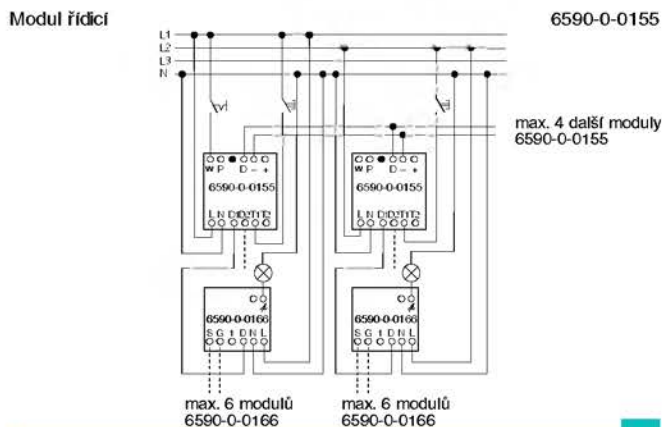 Modul řídicí
6590-0-0155
L1
L2
L3
N
max. 4 další moduly
6590-0-0155
W P D – +
6590-0-0155
L N D1 D2 T1 T2
W P D – +
6590-0-0155
L N D1 D2 T1 T2
6590-0-0166
S G 1 D N L
6590-0-0166
S G 1 D N L
max. 6 modulů
6590-0-0166
max. 6 modulů
6590-0-0166